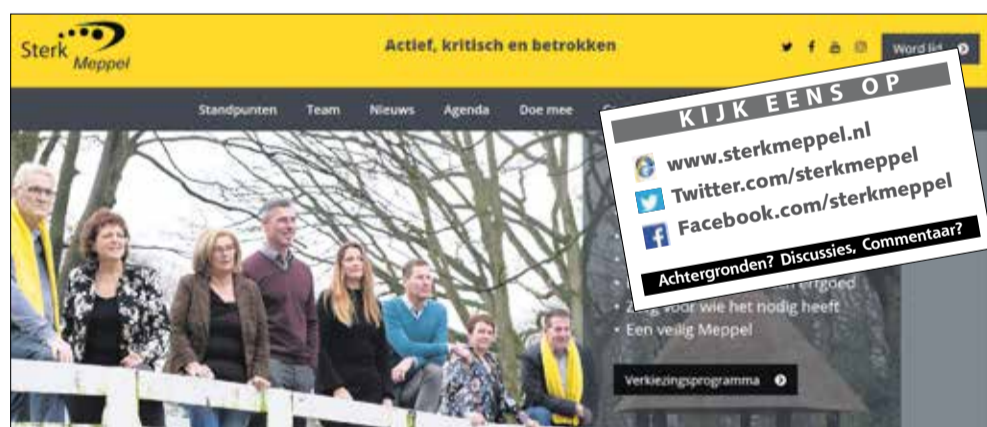 Sterk
Meppel
Actief, kritisch en betrokken
Word lid
Standpunten Team Nieuws Agenda Doe mee
KIJK EENS OP
www.sterkmeppel.nl
Twitter.com/sterkmeppel
Facebook.com/sterkmeppel
Achtergronden? Discussies, Commentaar?
erfgoed
• Zorg voor wie het nodig heeft
• Een veilig Meppel
Verkiezingsprogramma